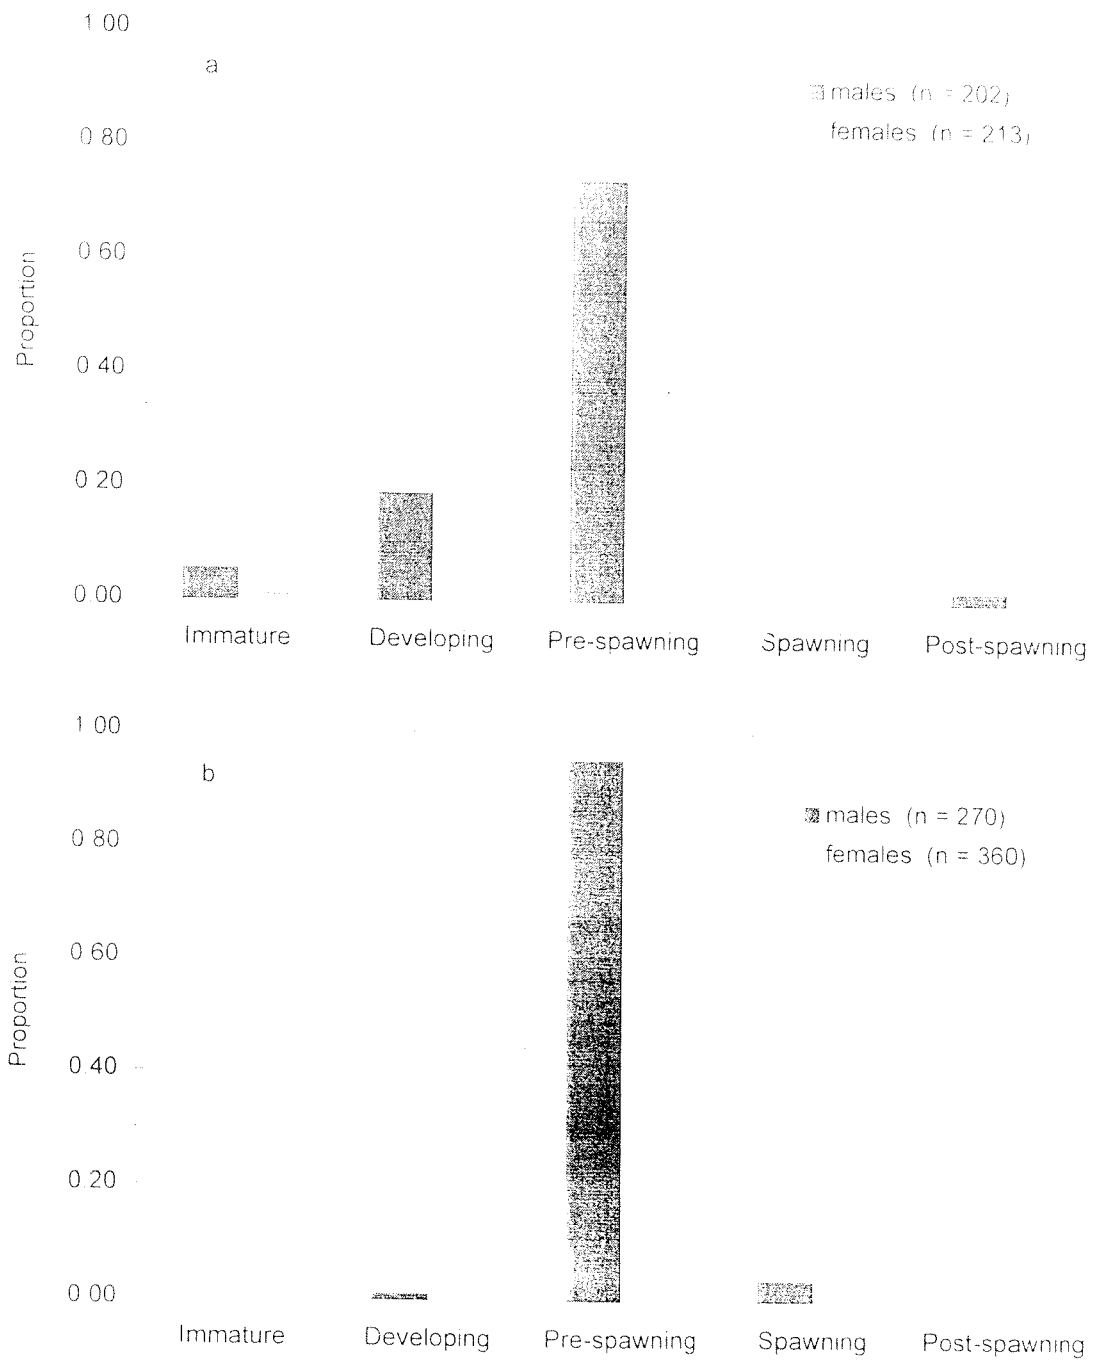 1 00
a
males (n = 202)
0 80
females (n = 213)
0 60
Proportion
0 40
0 20
0.00
Immature Developing Pre-spawning Spawning Post-spawning
1 00
b
males (n = 270)
0 80
females (n = 360)
0 60
Proportion
0.40
0.20
0 00
Immature Developing Pre-spawning Spawning Post-spawning